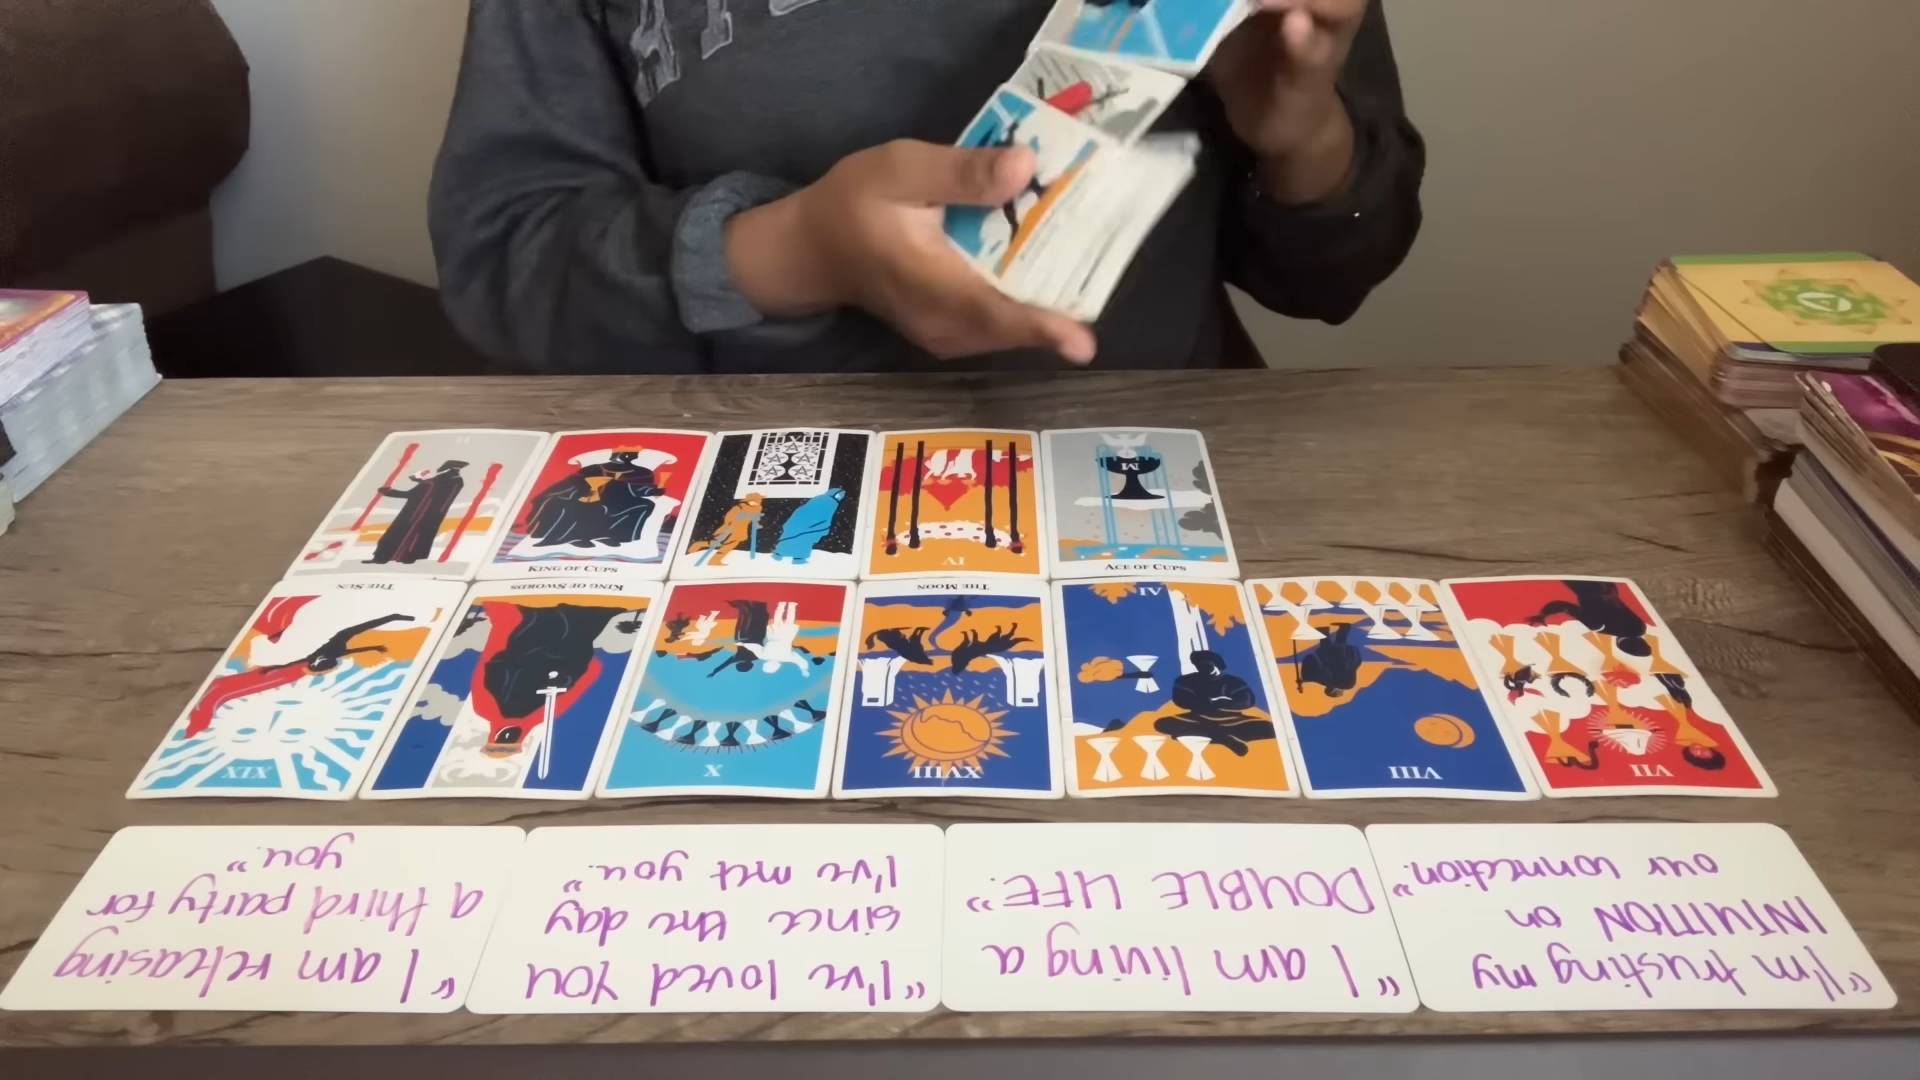 II
KING OF CUPS
IV
M
ACE OF CUPS
THE SUN
XIX
KING OF SWORDS
X
THE MOON
XVIII
IV
VIII
VII
"I am releasing
a third party for
you."
"I've loved you
since the day
I've met you."
"I am living a
DOUBLE LIFE."
"I'm trusting my
INTUITION on
our connection."